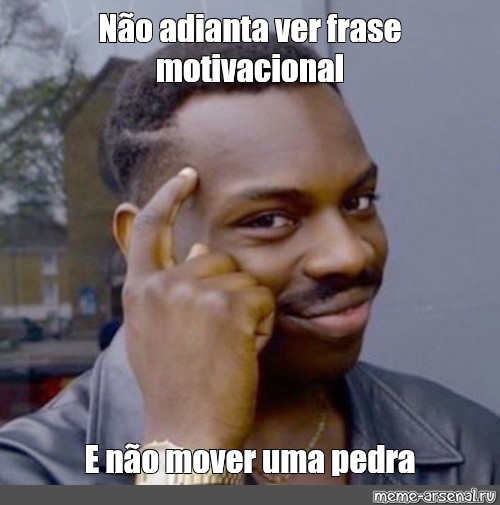 Não adianta ver frase
motivacional
E não mover uma pedra
meme-arsenal.ru